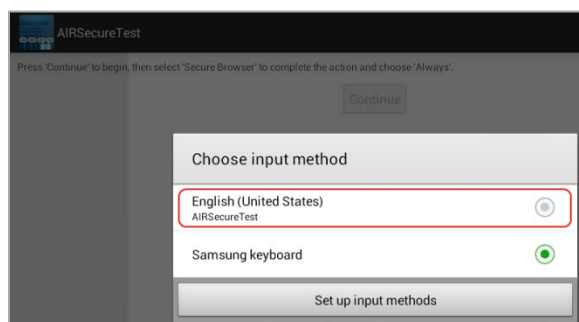 AIRSecureTest
Press 'Continue' to begin, then select 'Secure Browser' to complete the action and choose 'Always'.
Continue
Choose input method
English (United States)
AIRSecureTest
Samsung keyboard
Set up input methods